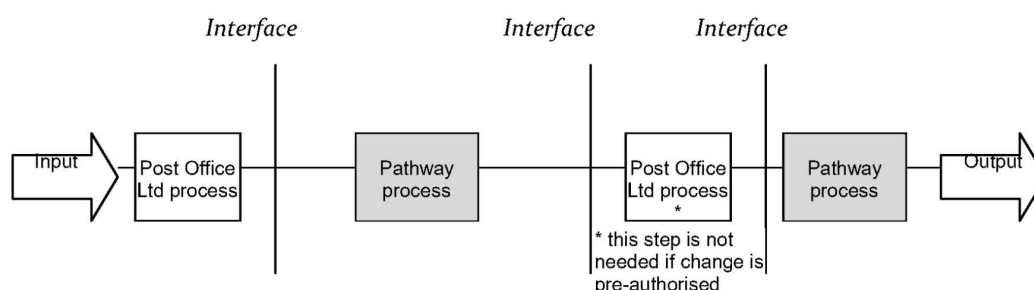 Interface
Interface
Interface
Input
Post Office
Ltd process
Pathway
process
Post Office
Ltd process
*
Pathway
process
Output
* this step is not
needed if change is
pre-authorised